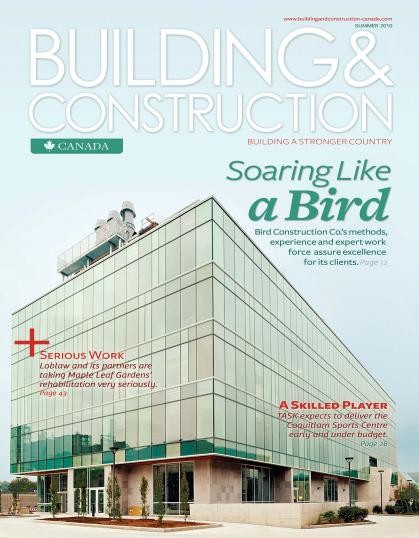 www.buildingandconstruction-canada.com
SUMMER 2010
BUILDING &
CONSTRUCTION
CANADA
BUILDING A STRONGER COUNTRY
Soaring Like
a Bird
Bird Construction Co.'s methods,
experience and expert work
force assure excellence
for its clients. Page 12
+
SERIOUS WORK
Loblaw and its partners are
taking Maple Leaf Gardens'
rehabilitation very seriously.
Page 43
A SKILLED PLAYER
TASK expects to deliver the
Coquitlam Sports Centre
early and under budget.
Page 26